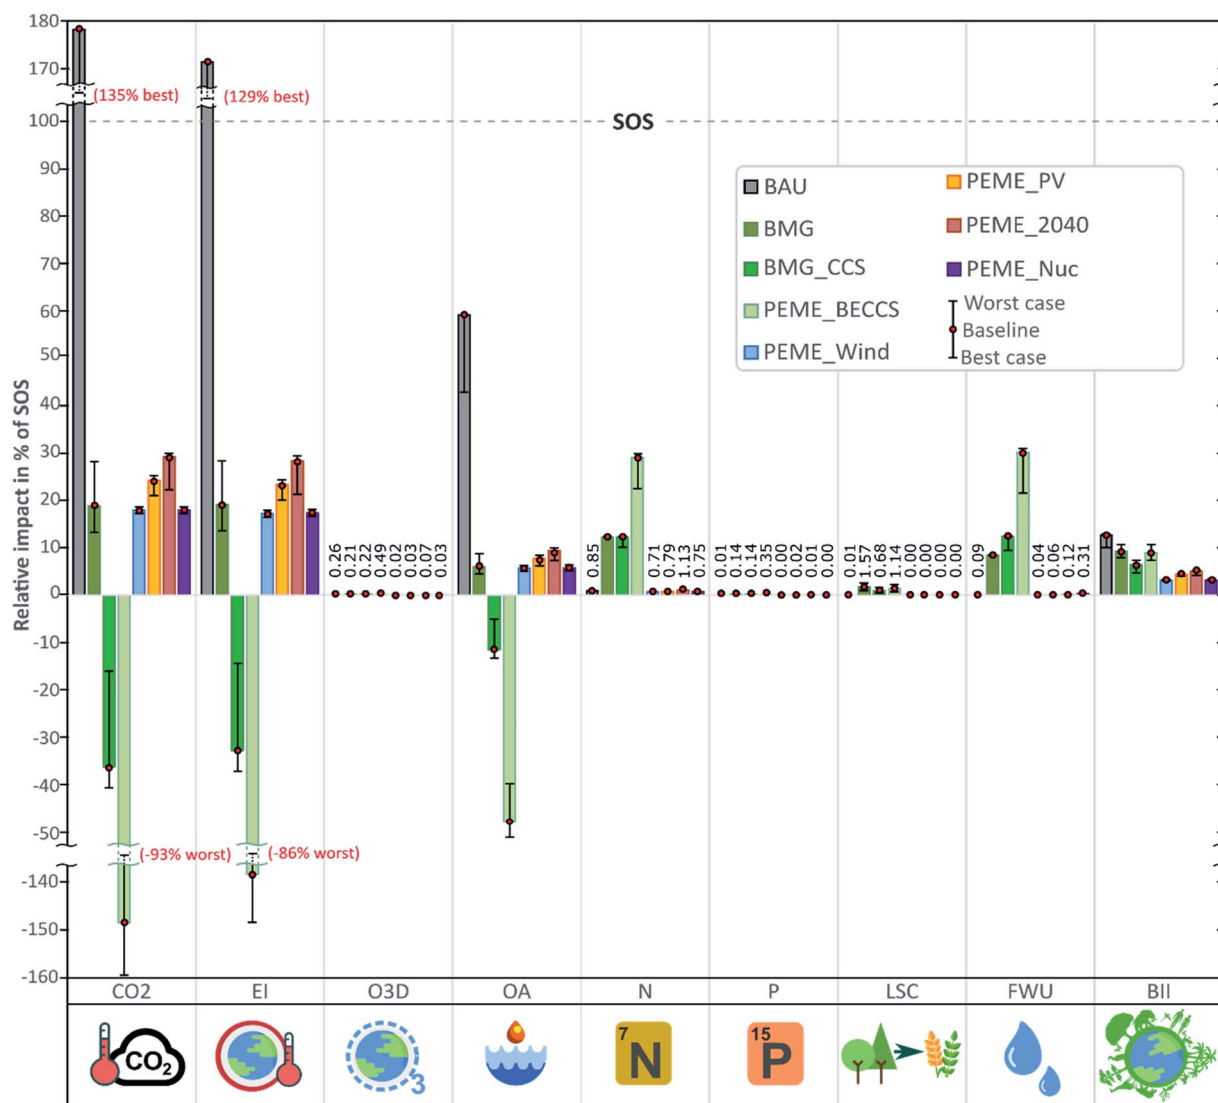 Relative impact in % of SOS
180
170
100
90
80
70
60
50
40
30
20
10
0
-10
-20
-30
-40
-50
-140
-150
-160
(135% best)
(129% best)
SOS
BAU
BMG
BMG_CCS
PEME_BECCS
PEME_Wind
PEME_PV
PEME_2040
PEME_Nuc
Worst case
Baseline
Best case
0.26
0.21
0.22
0.49
0.02
0.03
0.07
0.03
0.85
0.71
0.79
1.13
0.75
0.01
0.14
0.14
0.35
0.00
0.02
0.01
0.00
0.01
1.57
0.68
1.14
0.00
0.00
0.00
0.00
0.09
0.04
0.06
0.12
0.31
(-93% worst)
(-86% worst)
CO2
EI
O3D
OA
N
P
LSC
FWU
BII
CO2
3
7
N
15
P